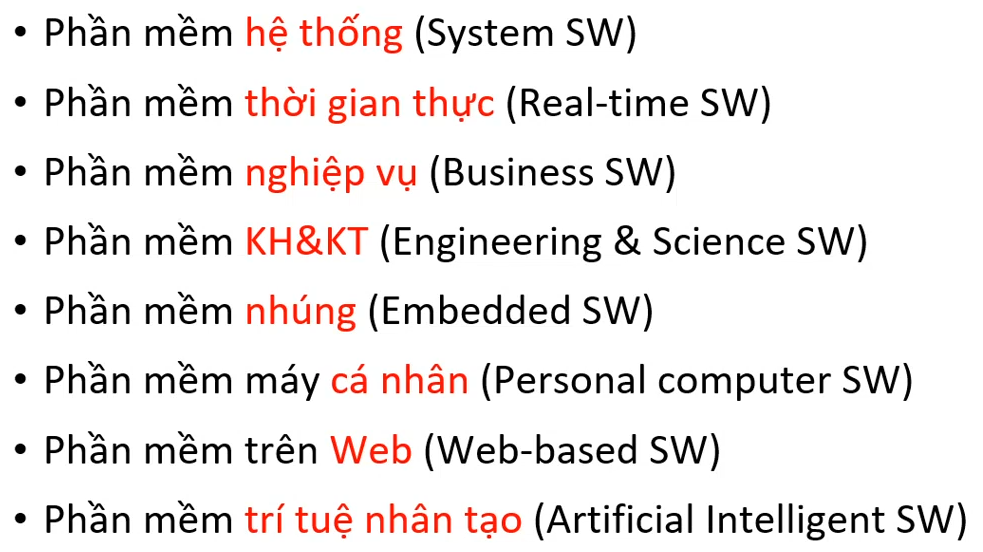 • Phần mềm hệ thống (System SW)
• Phần mềm thời gian thực (Real-time SW)
• Phần mềm nghiệp vụ (Business SW)
• Phần mềm KH&KT (Engineering & Science SW)
• Phần mềm nhúng (Embedded SW)
• Phần mềm máy cá nhân (Personal computer SW)
• Phần mềm trên Web (Web-based SW)
• Phần mềm trí tuệ nhân tạo (Artificial Intelligent SW)